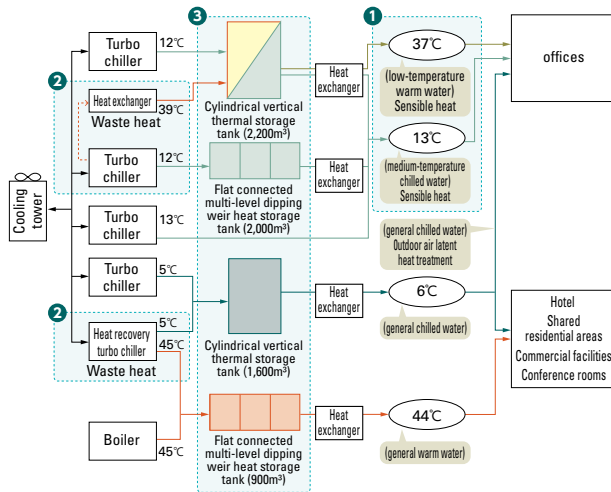 3
1
Turbo
chiller
12℃
37℃
offices
Heat
exchanger
2
Heat exchanger
39℃
Waste heat
(low-temperature
warm water)
Sensible heat
Cylindrical vertical
thermal storage
tank (2,200m³)
13℃
Turbo
chiller
12℃
Heat
exchanger
(medium-temperature
chilled water)
Sensible heat
Cooling
tower
Flat connected
multi-level dipping
weir heat storage
tank (2,000m³)
Turbo
chiller
13℃
(general chilled water)
Outdoor air latent
heat treatment
Turbo
chiller
5℃
Heat
exchanger
6℃
Hotel
Shared
residential areas
Commercial facilities
Conference rooms
2
Heat recovery
turbo chiller
5℃
45℃
Waste heat
(general chilled water)
Cylindrical vertical
thermal storage
tank (1,600m³)
Boiler
45℃
Heat
exchanger
44℃
Flat connected
multi-level dipping
weir heat storage
tank (900m³)
(general warm water)